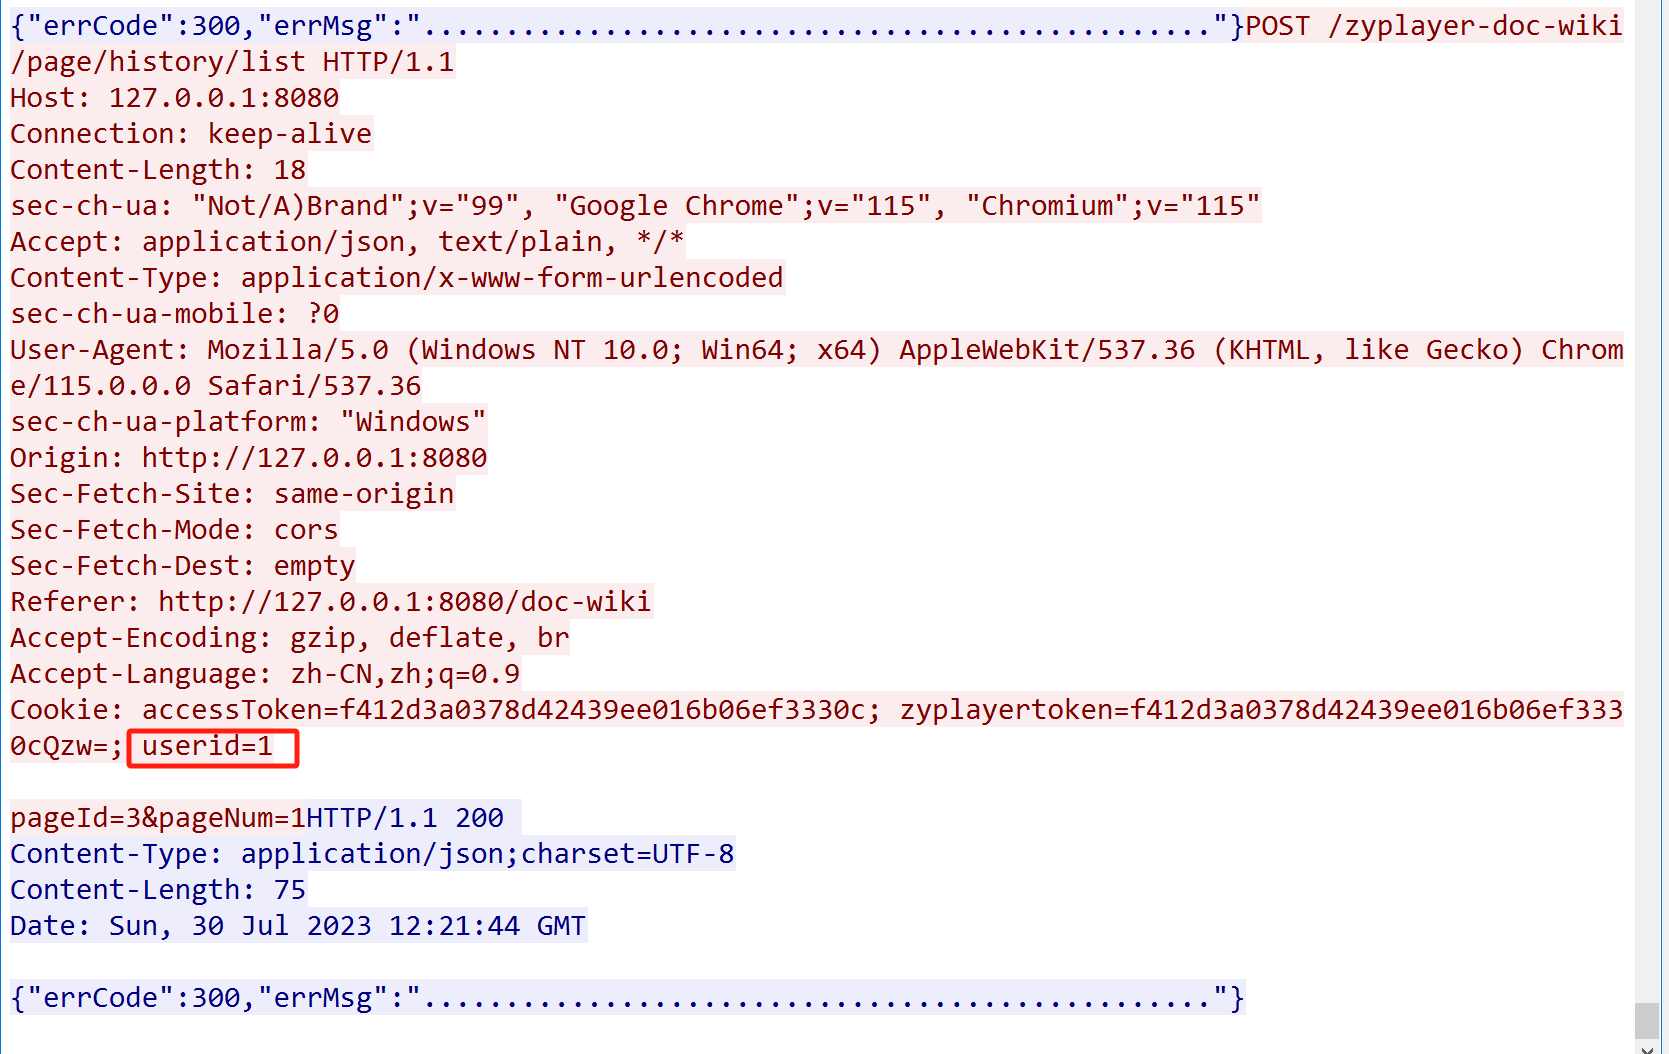 {"errCode":300,"errMsg":"................................................"}POST /zyplayer-doc-wiki
/page/history/list HTTP/1.1
Host: 127.0.0.1:8080
Connection: keep-alive
Content-Length: 18
sec-ch-ua: "Not/A)Brand";v="99", "Google Chrome";v="115", "Chromium";v="115"
Accept: application/json, text/plain, */*
Content-Type: application/x-www-form-urlencoded
sec-ch-ua-mobile: ?0
User-Agent: Mozilla/5.0 (Windows NT 10.0; Win64; x64) AppleWebKit/537.36 (KHTML, like Gecko) Chrom
e/115.0.0.0 Safari/537.36
sec-ch-ua-platform: "Windows"
Origin: http://127.0.0.1:8080
Sec-Fetch-Site: same-origin
Sec-Fetch-Mode: cors
Sec-Fetch-Dest: empty
Referer: http://127.0.0.1:8080/doc-wiki
Accept-Encoding: gzip, deflate, br
Accept-Language: zh-CN,zh;q=0.9
Cookie: accessToken=f412d3a0378d42439ee016b06ef3330c; zyplayertoken=f412d3a0378d42439ee016b06ef333
0cQzw=; userid=1
pageId=3&pageNum=1HTTP/1.1 200
Content-Type: application/json;charset=UTF-8
Content-Length: 75
Date: Sun, 30 Jul 2023 12:21:44 GMT
{"errCode":300,"errMsg":"................................................"}